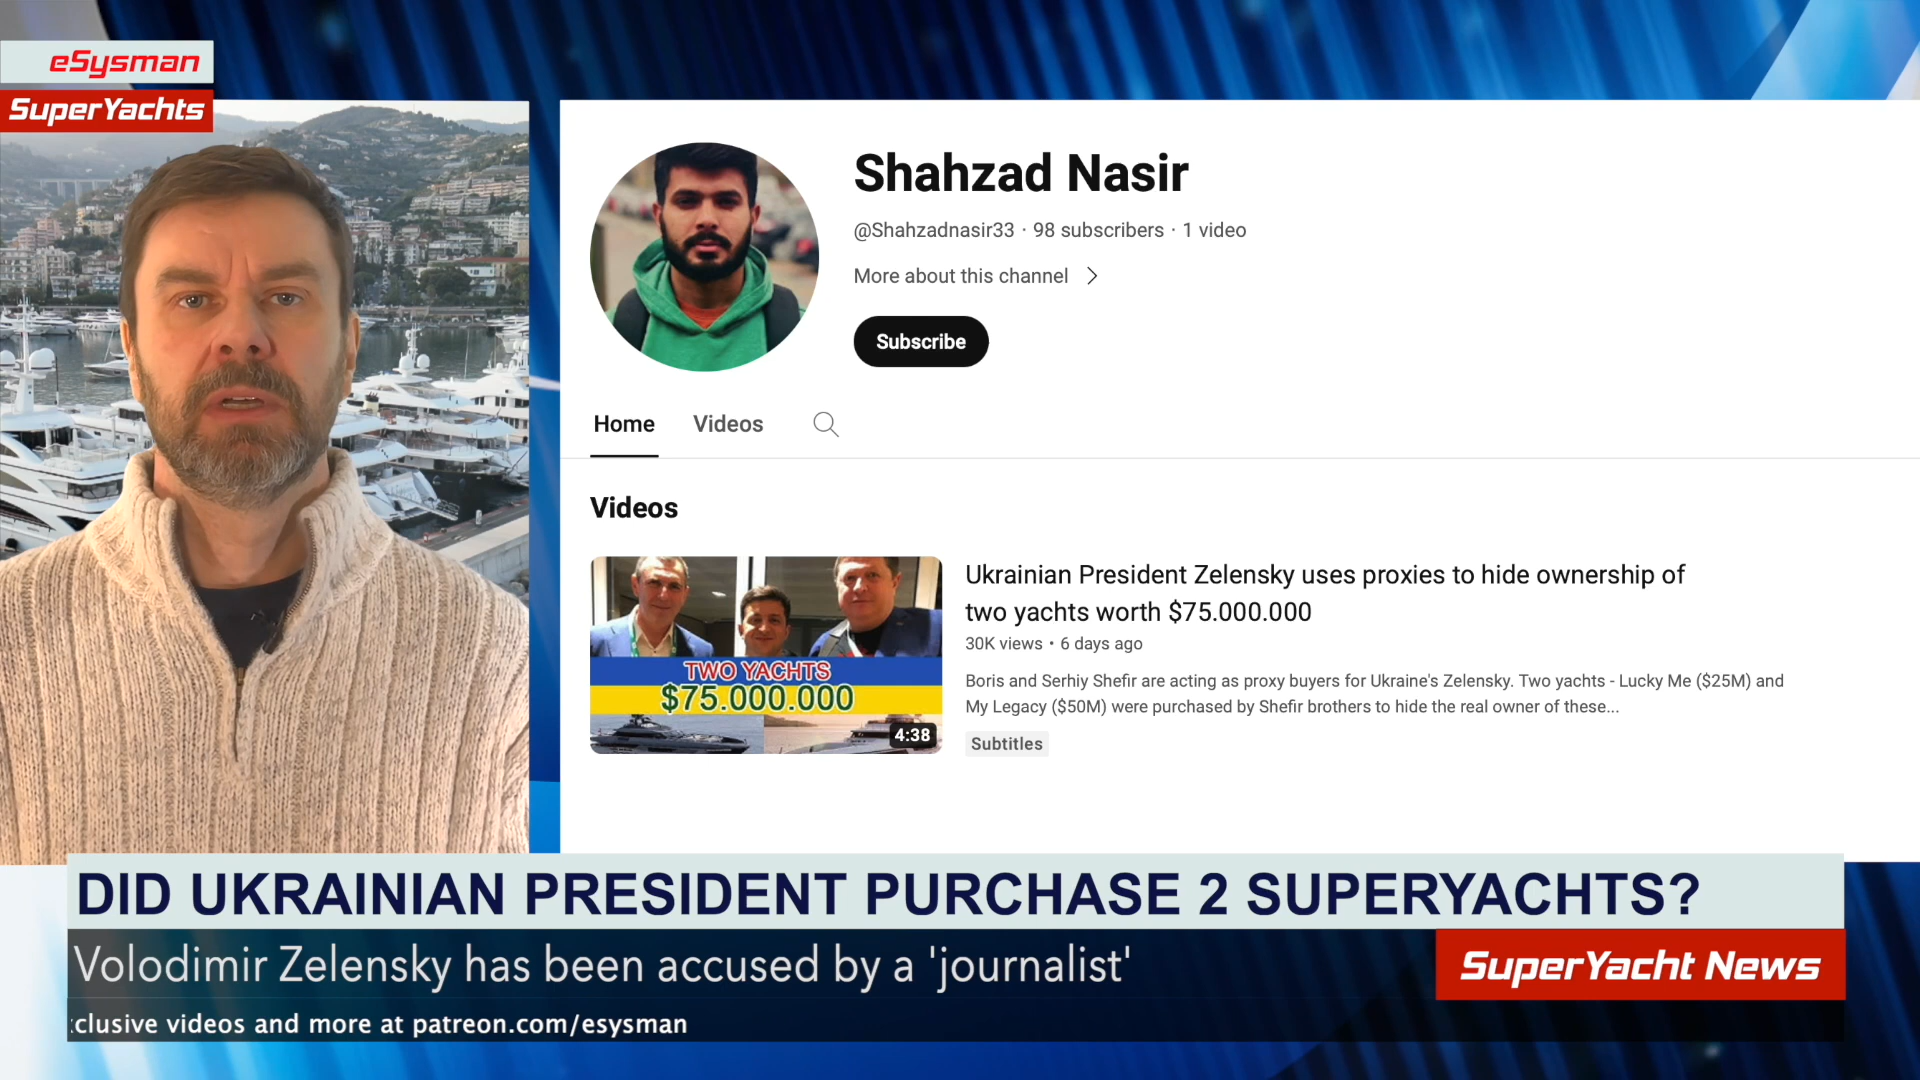 eSysman
SuperYachts
Shahzad Nasir
@Shahzadnasir33 · 98 subscribers · 1 video
More about this channel
Subscribe
Home Videos
Videos
TWO YACHTS
$75.000.000
4:38
Ukrainian President Zelensky uses proxies to hide ownership of
two yachts worth $75.000.000
30K views • 6 days ago
Boris and Serhiy Shefir are acting as proxy buyers for Ukraine's Zelensky. Two yachts - Lucky Me ($25M) and
My Legacy ($50M) were purchased by Shefir brothers to hide the real owner of these...
Subtitles
DID UKRAINIAN PRESIDENT PURCHASE 2 SUPERYACHTS?
Volodimir Zelensky has been accused by a 'journalist'
SuperYacht News
clusive videos and more at patreon.com/esysman